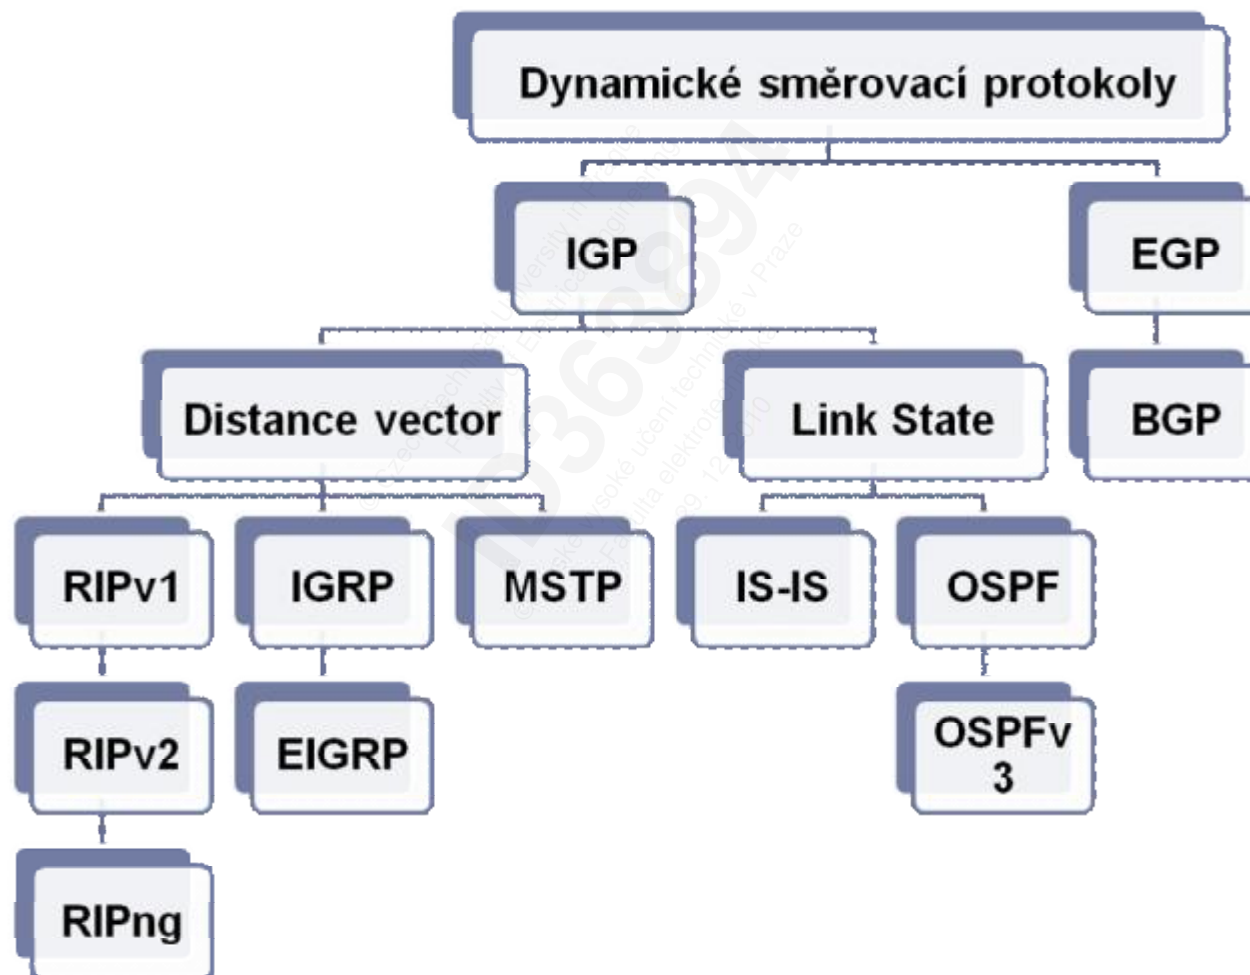 Dynamické směrovací protokoly
IGP
EGP
Distance vector
Link State
BGP
RIPv1
IGRP
MSTP
IS-IS
OSPF
RIPv2
EIGRP
OSPFv
3
RIPng
ID363894